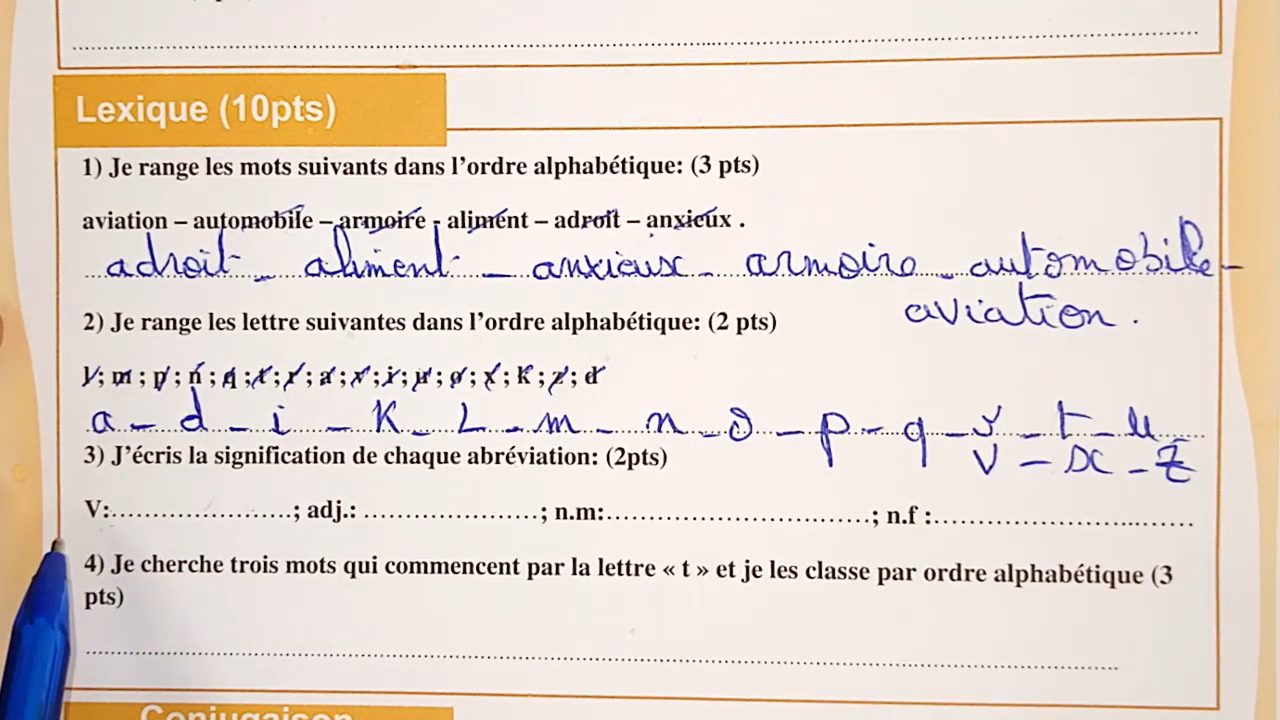 Lexique (10pts)
1) Je range les mots suivants dans l'ordre alphabétique: (3 pts)
aviation – automobile – armoire - aliment – adroit – anxieux .
adroit - aliment - anxieux - armoire - automobile -
aviation .
2) Je range les lettre suivantes dans l'ordre alphabétique: (2 pts)
m ; p ; n ; q ; t ; r ; a ; v ; i ; u ; o ; x ; k ; z ; d
a - d - i - K - L - m - n - o - p - q - r - t - u
v - x - z
3) J'écris la signification de chaque abréviation: (2pts)
V:.....................; adj.: ....................; n.m:..............................; n.f :..............................
4) Je cherche trois mots qui commencent par la lettre « t » et je les classe par ordre alphabétique (3
pts)
Conjugaison